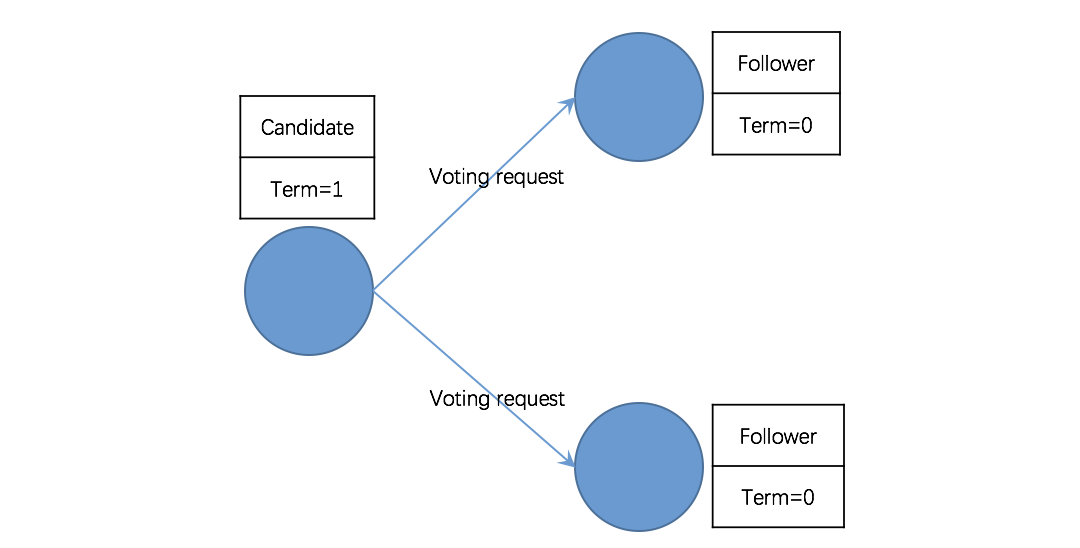 Candidate
Term=1
Voting request
Follower
Term=0
Voting request
Follower
Term=0